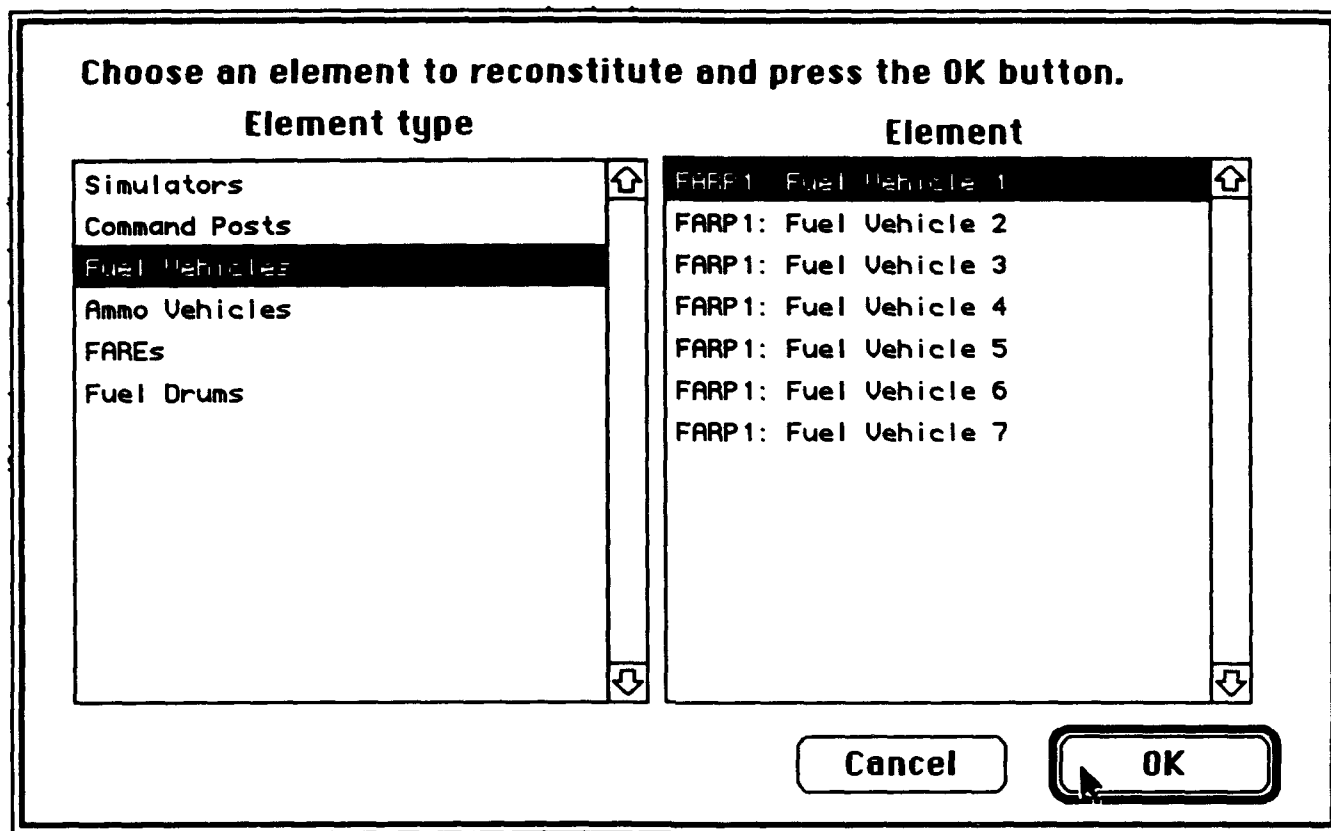 Choose an element to reconstitute and press the OK button.
Element type
Simulators
Command Posts
Fuel Vehicles
Ammo Vehicles
FAREs
Fuel Drums
Element
FARP1: Fuel Vehicle 1
FARP1: Fuel Vehicle 2
FARP1: Fuel Vehicle 3
FARP1: Fuel Vehicle 4
FARP1: Fuel Vehicle 5
FARP1: Fuel Vehicle 6
FARP1: Fuel Vehicle 7
Cancel
OK